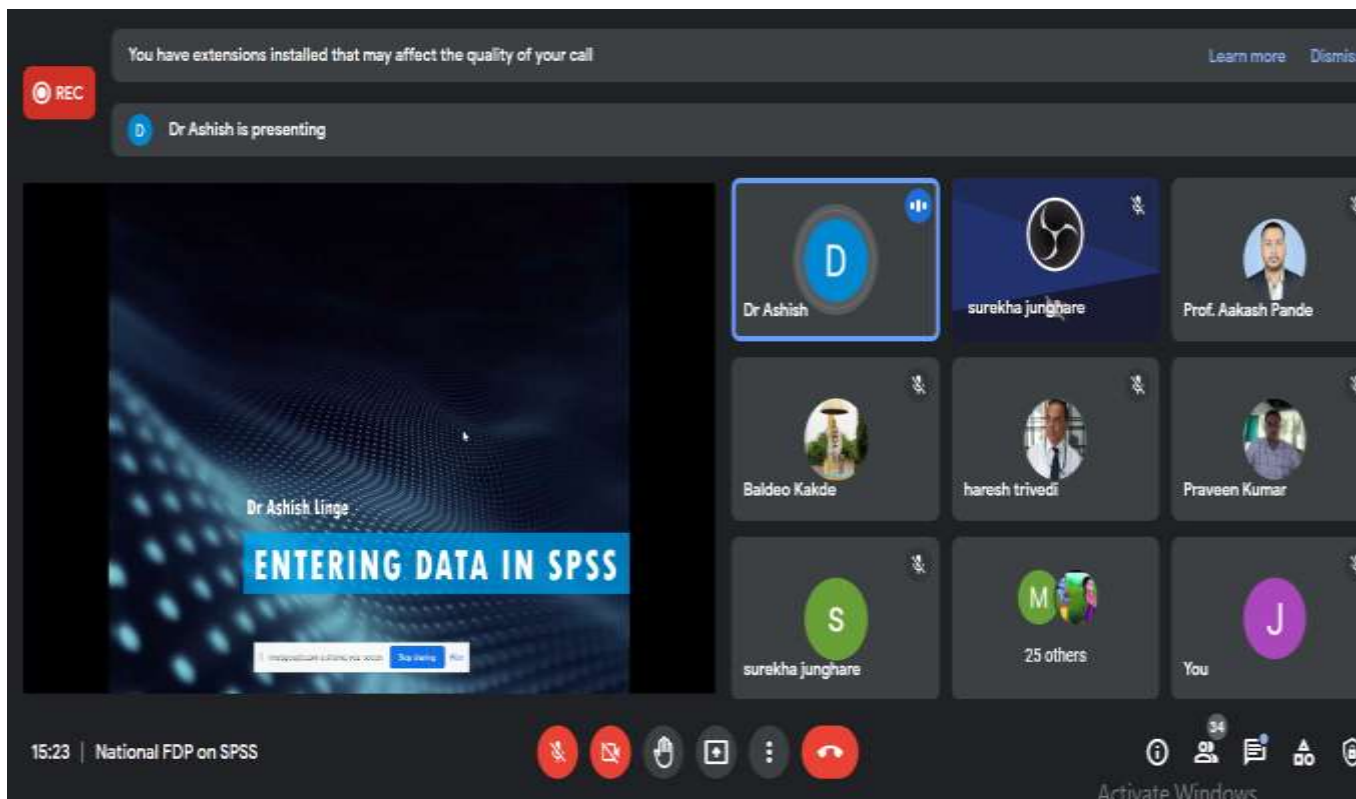 You have extensions installed that may affect the quality of your call
Learn more
Dismis
REC
D
Dr Ashish is presenting
Dr Ashish Linge
ENTERING DATA IN SPSS
Stop sharing
D
Dr Ashish
surekha junghare
Prof. Aakash Pande
Baldeo Kakde
haresh trivedi
Praveen Kumar
S
surekha junghare
M
25 others
J
You
15:23 | National FDP on SPSS
34
Activate Windows